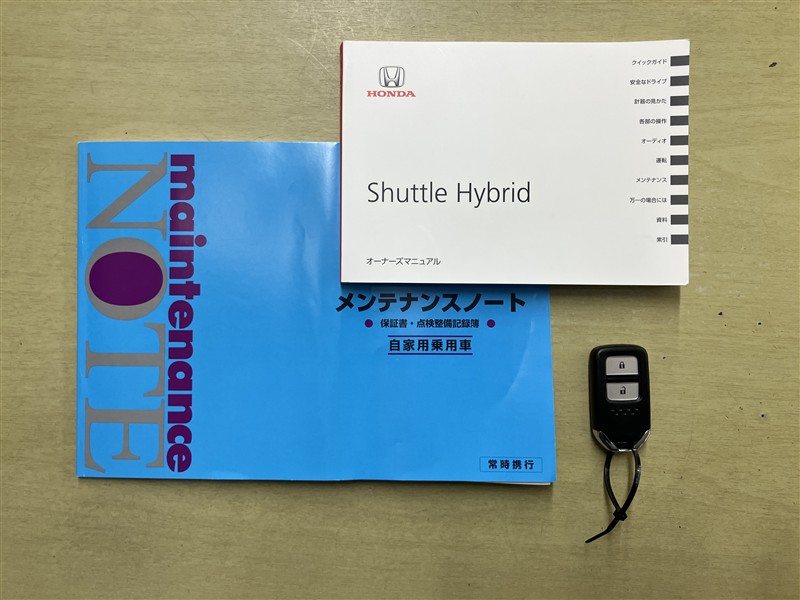 HONDA
Shuttle Hybrid
オーナーズマニュアル
クイックガイド
安全なドライブ
計器の見かた
各部の操作
オーディオ
運転
メンテナンス
万一の場合には
資料
索引
maintenance
NOTE
メンテナンスノート
● 保証書・点検整備記録簿 ●
自家用乗用車
常時携行